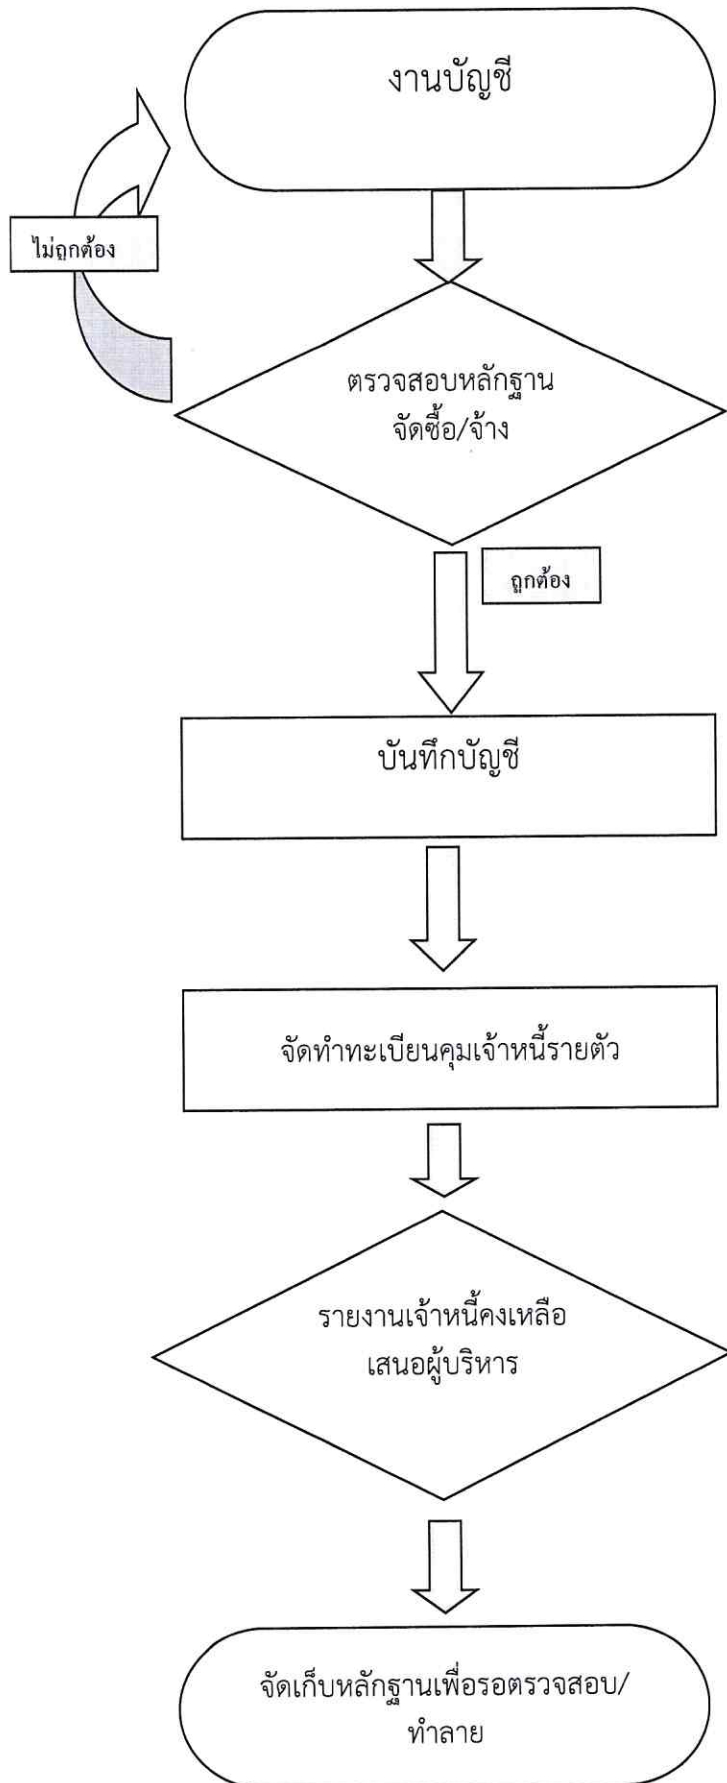 งานบัญชี
ไม่ถูกต้อง
ตรวจสอบหลักฐาน
จัดซื้อ/จ้าง
ถูกต้อง
บันทึกบัญชี
จัดทำทะเบียนคุมเจ้าหนี้รายตัว
รายงานเจ้าหนี้คงเหลือ
เสนอผู้บริหาร
จัดเก็บหลักฐานเพื่อรอตรวจสอบ/
ทำลาย